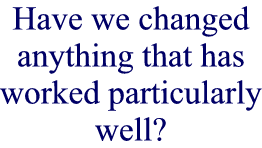 Have we changed
anything that has
worked particularly
well?